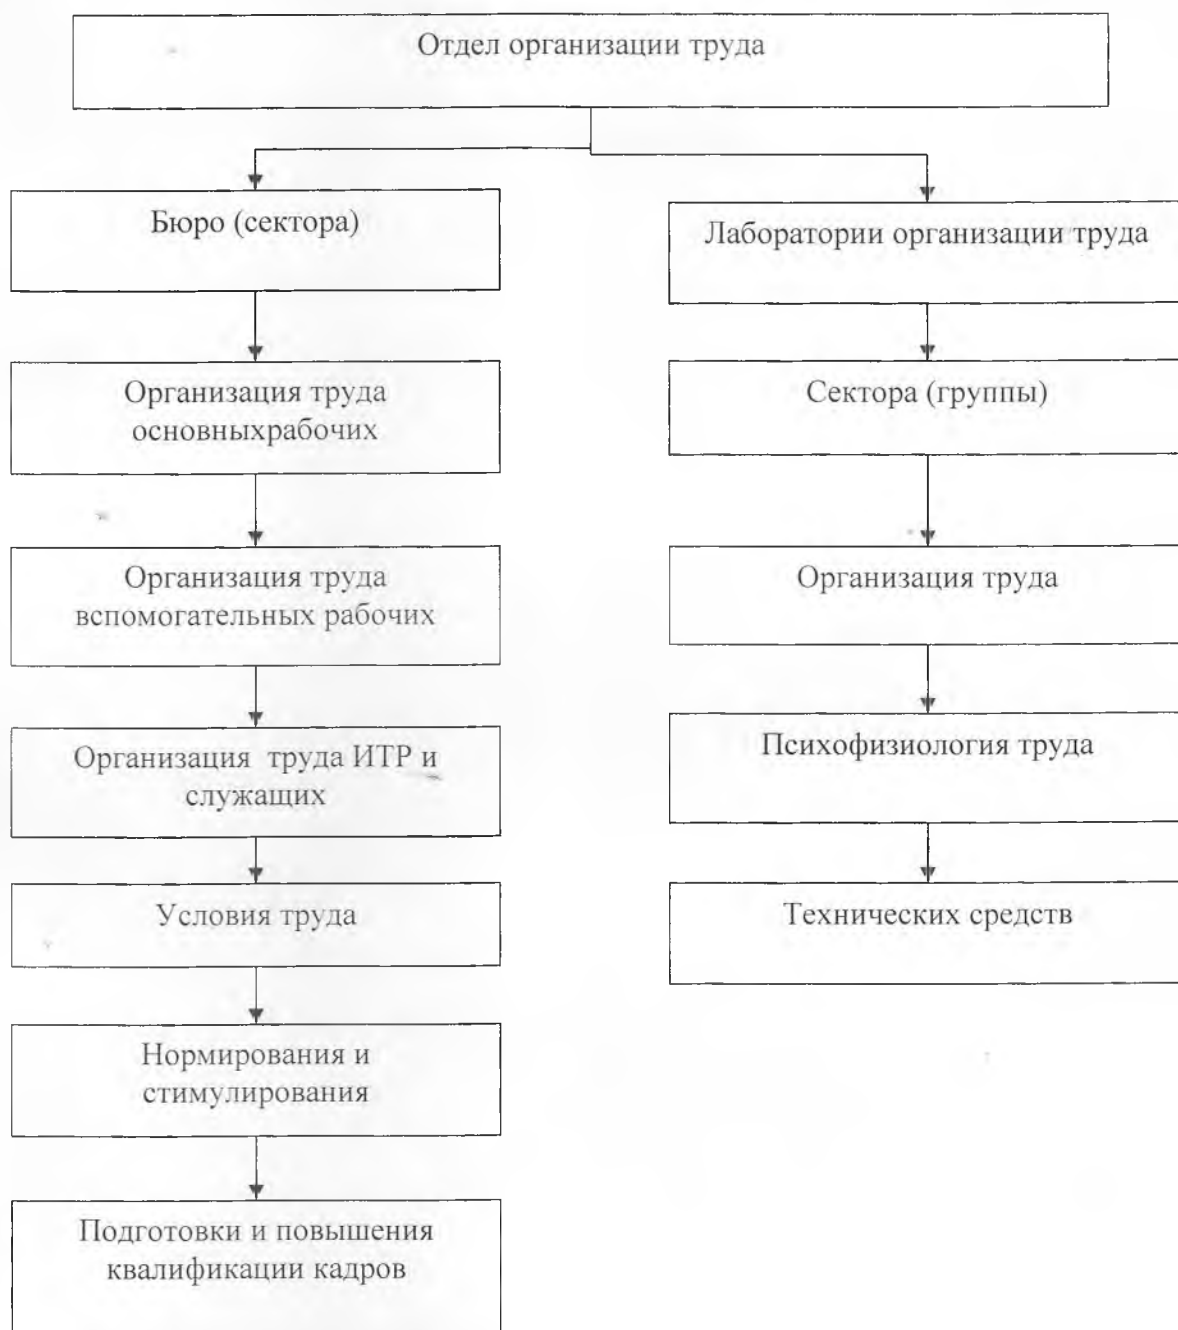 Отдел организации труда
Бюро (сектора)
Лаборатории организации труда
Организация труда
основныхрабочих
Сектора (группы)
Организация труда
вспомогательных рабочих
Организация труда
Организация труда ИТР и
служащих
Психофизиология труда
Условия труда
Технических средств
Нормирования и
стимулирования
Подготовки и повышения
квалификации кадров